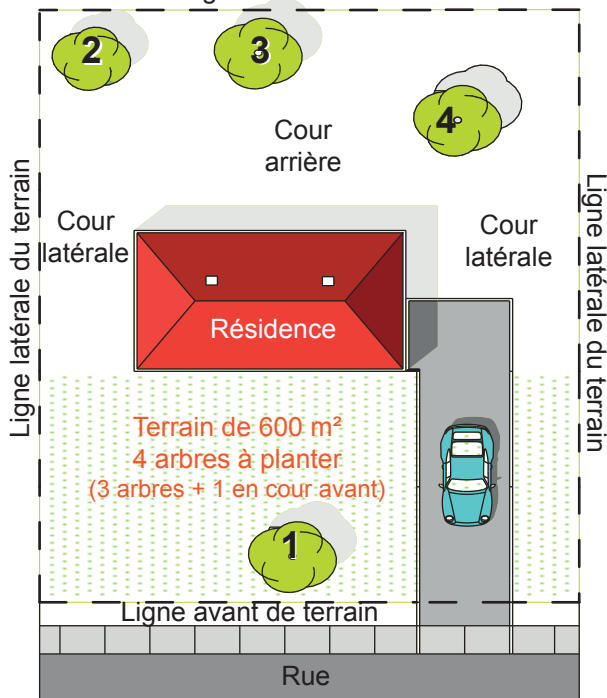 2
3
4
Cour
arrière
Ligne latérale du terrain
Cour
latérale
Cour
latérale
Ligne latérale du terrain
Résidence
Terrain de 600 m²
4 arbres à planter
(3 arbres + 1 en cour avant)
1
Ligne avant de terrain
Rue